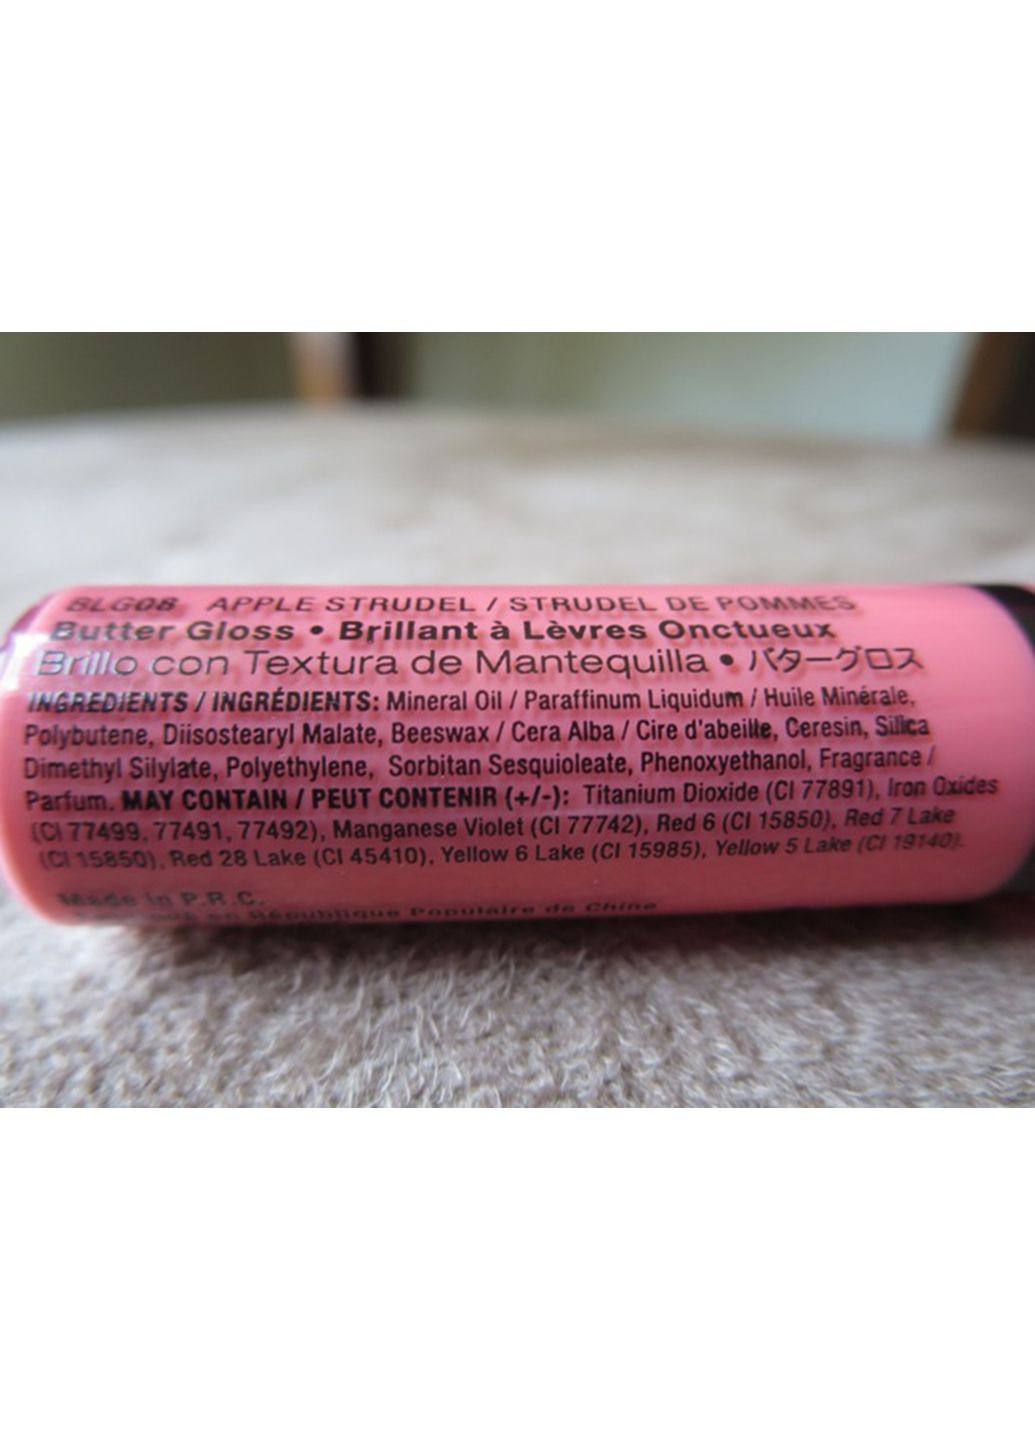 BLG08 APPLE STRUDEL / STRUDEL DE POMMES
Butter Gloss • Brillant à Lèvres Onctueux
Brillo con Textura de Mantequilla • バターグロス
INGREDIENTS / INGRÉDIENTS: Mineral Oil / Paraffinum Liquidum / Huile Minérale,
Polybutene, Diisostearyl Malate, Beeswax / Cera Alba / Cire d'abeille, Ceresin, Silica
Dimethyl Silylate, Polyethylene, Sorbitan Sesquioleate, Phenoxyethanol, Fragrance /
Parfum. MAY CONTAIN / PEUT CONTENIR (+/-): Titanium Dioxide (CI 77891), Iron Oxides
(CI 77499, 77491, 77492), Manganese Violet (CI 77742), Red 6 (CI 15850), Red 7 Lake
(CI 15850), Red 28 Lake (CI 45410), Yellow 6 Lake (CI 15985), Yellow 5 Lake (CI 19140).
Made in P.R.C.
en République Populaire de Chine